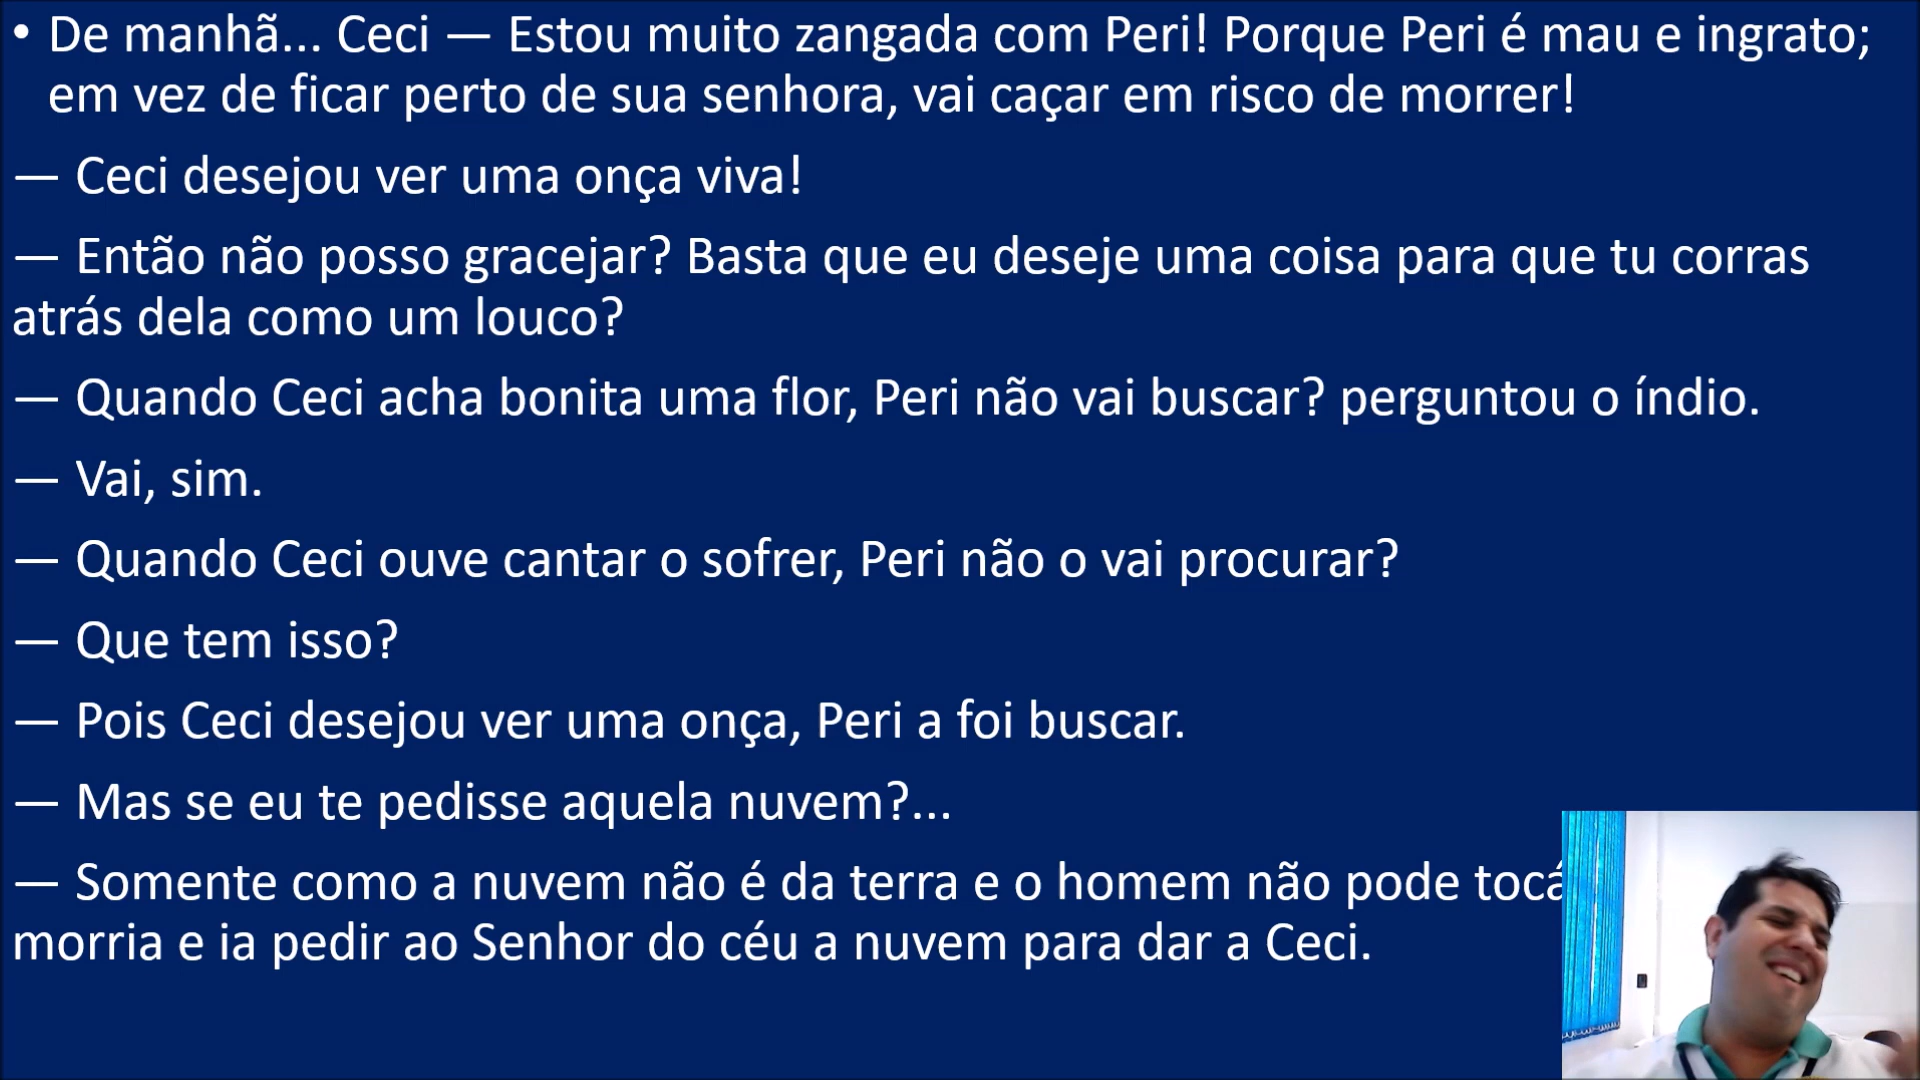 • De manhã... Ceci — Estou muito zangada com Peri! Porque Peri é mau e ingrato;
em vez de ficar perto de sua senhora, vai caçar em risco de morrer!
— Ceci desejou ver uma onça viva!
— Então não posso gracejar? Basta que eu deseje uma coisa para que tu corras
atrás dela como um louco?
— Quando Ceci acha bonita uma flor, Peri não vai buscar? perguntou o índio.
— Vai, sim.
— Quando Ceci ouve cantar o sofrer, Peri não o vai procurar?
— Que tem isso?
— Pois Ceci desejou ver uma onça, Peri a foi buscar.
— Mas se eu te pedisse aquela nuvem?...
— Somente como a nuvem não é da terra e o homem não pode tocá
morria e ia pedir ao Senhor do céu a nuvem para dar a Ceci.